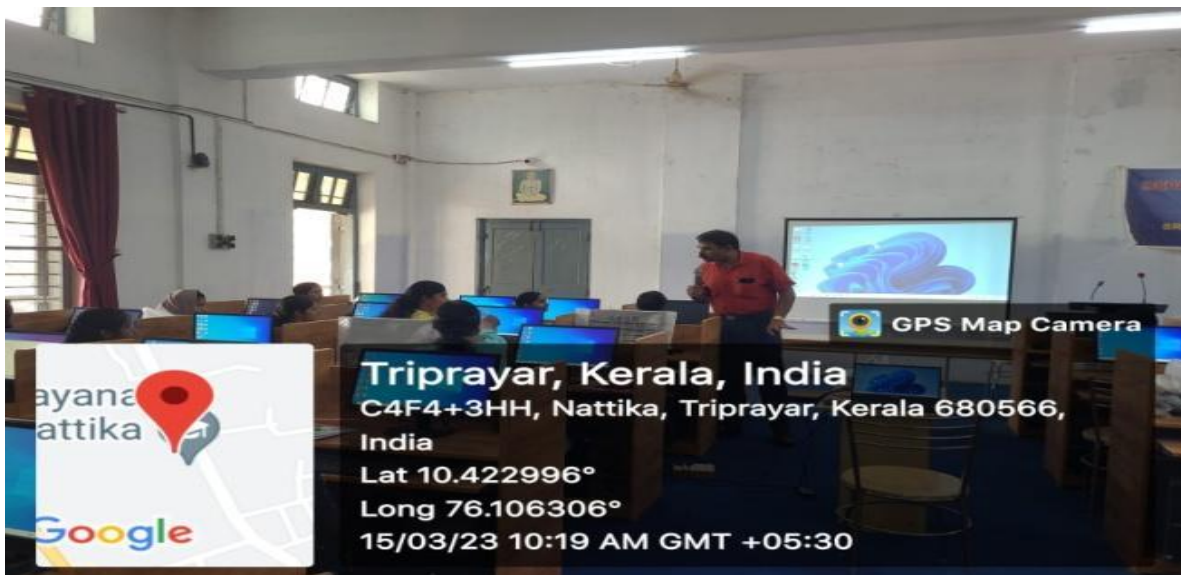 GPS Map Camera
Triprayar, Kerala, India
C4F4+3HH, Nattika, Triprayar, Kerala 680566,
India
Lat 10.422996°
Long 76.106306°
15/03/23 10:19 AM GMT +05:30
ayana
attika
Google